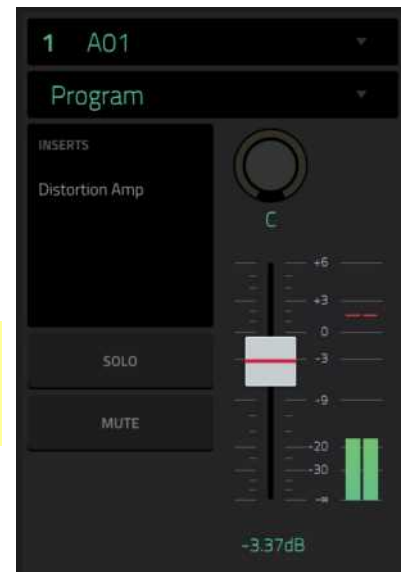 1 A01
Program
INSERTS
Distortion Amp
C
+6
+3
0
-3
SOLO
-9
MUTE
-20
-30
-∞
-3.37dB